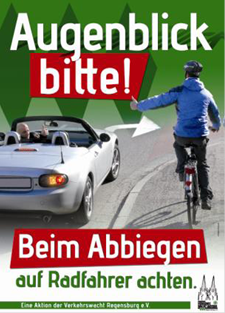 Augenblick
bitte!
Beim Abbiegen
auf Radfahrer achten.
Eine Aktion der Verkehrswacht Regensburg e.V.